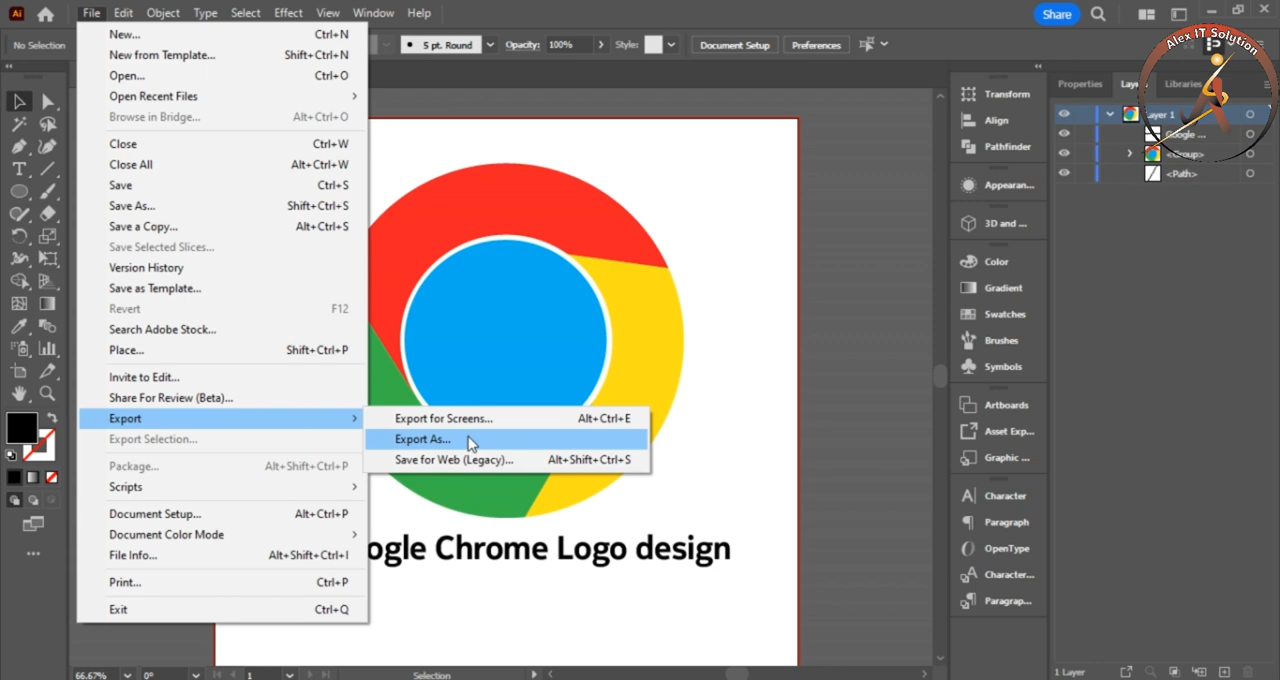 Ai File Edit Object Type Select Effect View Window Help Share
No Selection 5 pt. Round Opacity: 100% Style: Document Setup Preferences
Alex IT Solution
New... Ctrl+N
New from Template... Shift+Ctrl+N
Open... Ctrl+O
Open Recent Files
Browse in Bridge... Alt+Ctrl+O
Close Ctrl+W
Close All Alt+Ctrl+W
Save Ctrl+S
Save As... Shift+Ctrl+S
Save a Copy... Alt+Ctrl+S
Save Selected Slices...
Version History
Save as Template...
Revert F12
Search Adobe Stock...
Place... Shift+Ctrl+P
Invite to Edit...
Share For Review (Beta)...
Export
Export Selection...
Package... Alt+Shift+Ctrl+P
Scripts
Document Setup... Alt+Ctrl+P
Document Color Mode
File Info... Alt+Shift+Ctrl+I
Print... Ctrl+P
Exit Ctrl+Q
Export for Screens... Alt+Ctrl+E
Export As...
Save for Web (Legacy)... Alt+Shift+Ctrl+S
ogle Chrome Logo design
Transform
Align
Pathfinder
Appearan...
3D and ...
Color
Gradient
Swatches
Brushes
Symbols
Artboards
Asset Exp...
Graphic ...
Character
Paragraph
OpenType
Character...
Paragrap...
Properties Laye Libraries
Layer 1
Google ...
<Group>
<Path>
66.67% 0° 1 Selection
1 Layer